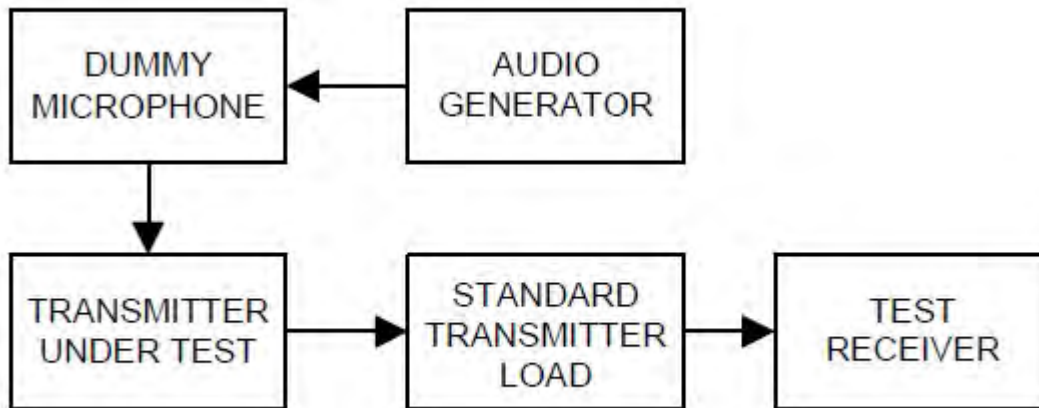 DUMMY
MICROPHONE
AUDIO
GENERATOR
TRANSMITTER
UNDER TEST
STANDARD
TRANSMITTER
LOAD
TEST
RECEIVER